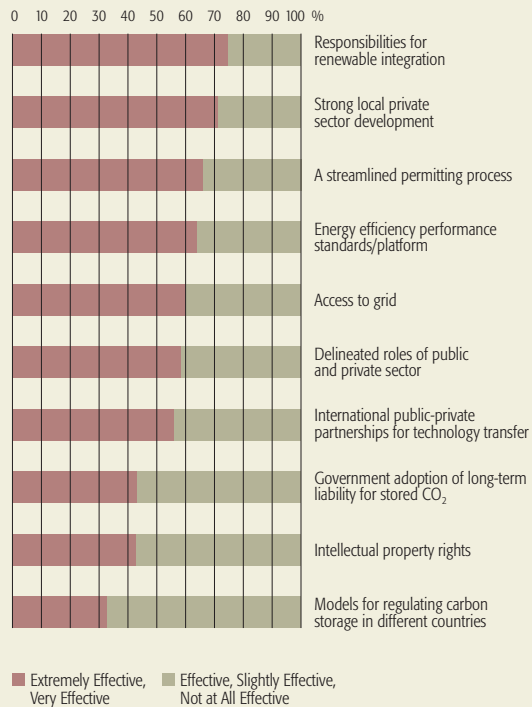 0 10 20 30 40 50 60 70 80 90 100 %
Responsibilities for
renewable integration
Strong local private
sector development
A streamlined permitting process
Energy efficiency performance
standards/platform
Access to grid
Delineated roles of public
and private sector
International public-private
partnerships for technology transfer
Government adoption of long-term
liability for stored CO₂
Intellectual property rights
Models for regulating carbon
storage in different countries
Extremely Effective,
Very Effective
Effective, Slightly Effective,
Not at All Effective